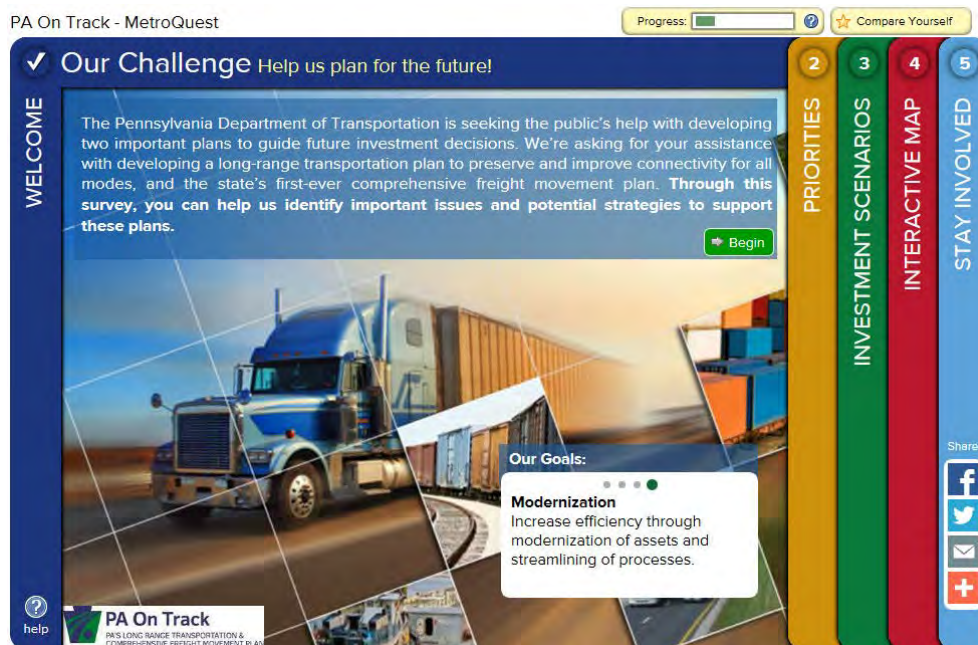 PA On Track - MetroQuest
Progress:
?
Compare Yourself
Our Challenge Help us plan for the future!
WELCOME
The Pennsylvania Department of Transportation is seeking the public's help with developing
two important plans to guide future investment decisions. We're asking for your assistance
with developing a long-range transportation plan to preserve and improve connectivity for all
modes, and the state's first-ever comprehensive freight movement plan. Through this
survey, you can help us identify important issues and potential strategies to support
these plans.
Begin
Our Goals:
Modernization
Increase efficiency through
modernization of assets and
streamlining of processes.
?
help
PA On Track
PA'S LONG RANGE TRANSPORTATION &
COMPREHENSIVE FREIGHT MOVEMENT PLAN
2
PRIORITIES
3
INVESTMENT SCENARIOS
4
INTERACTIVE MAP
5
STAY INVOLVED
Share